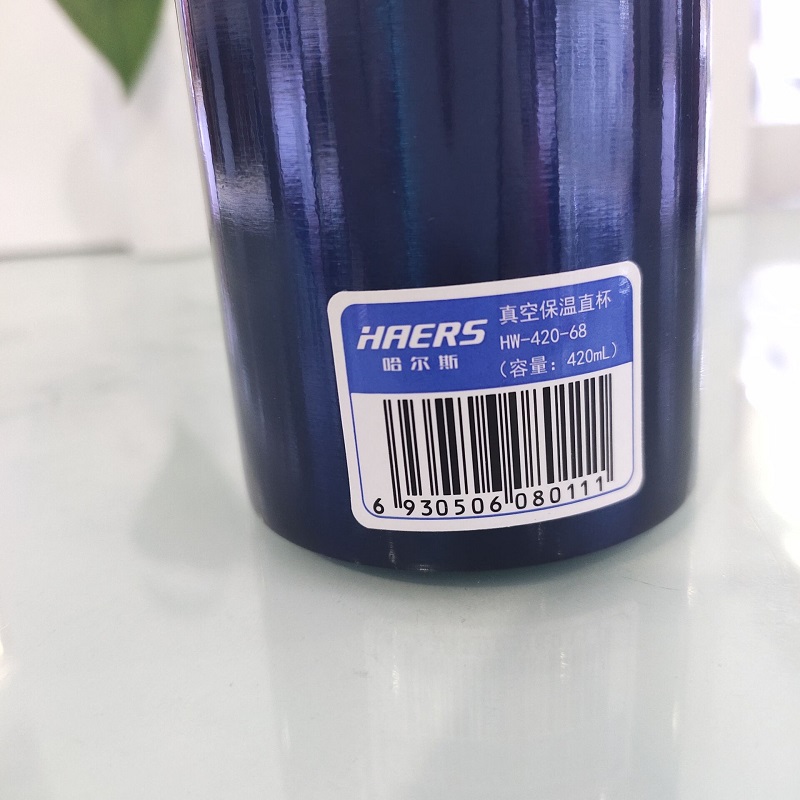 HAERS
哈尔斯
真空保温直杯
HW-420-68
（容量：420mL）
6 930506 080111